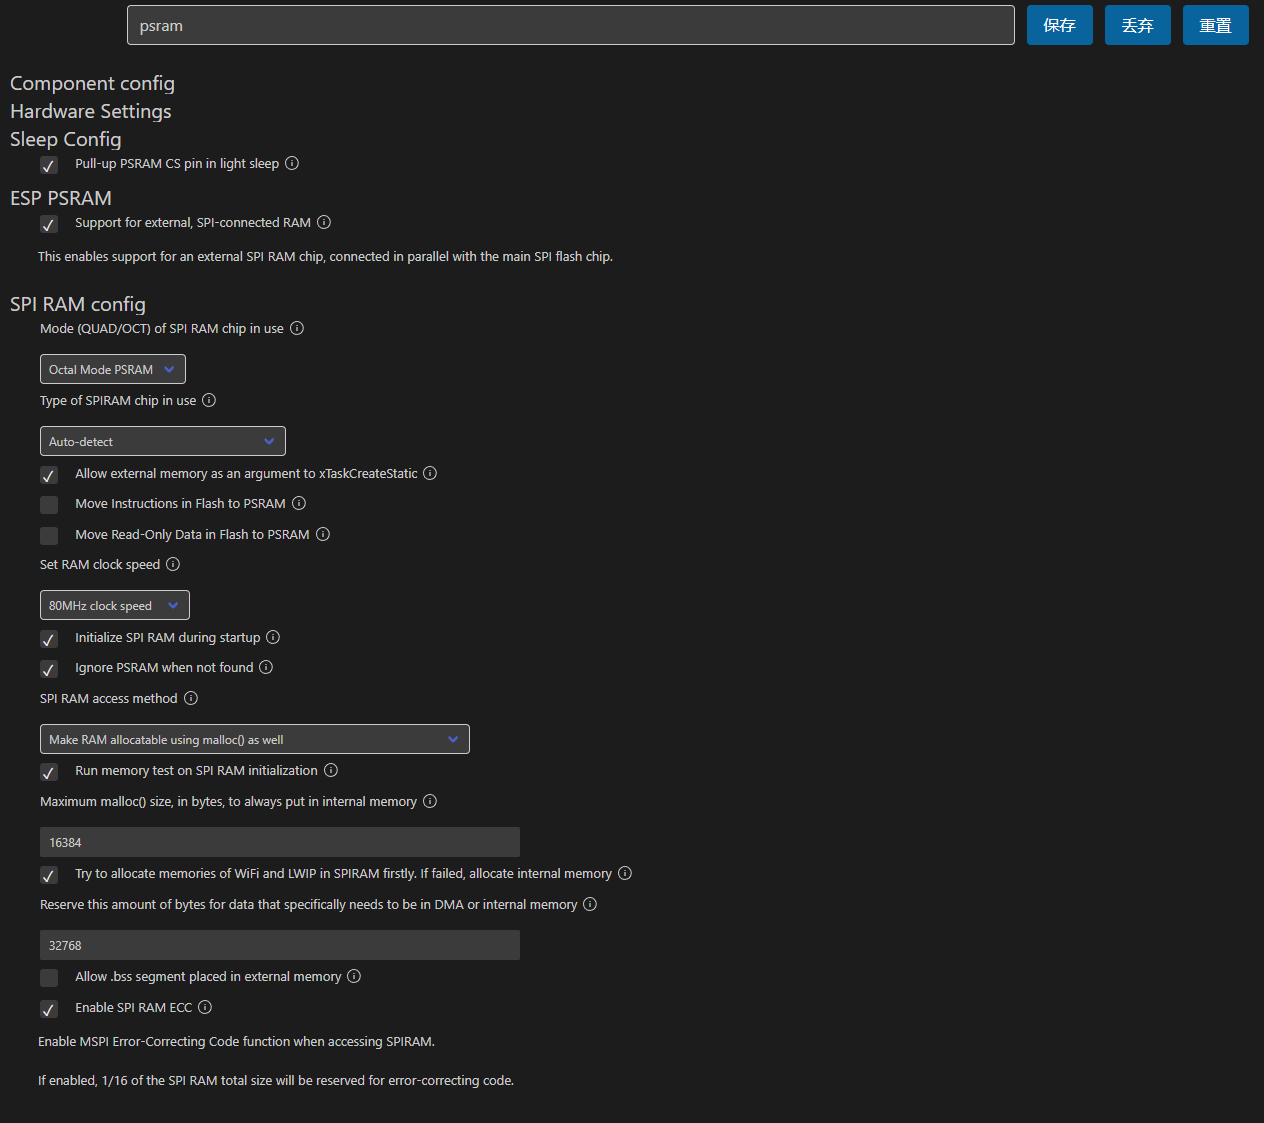 psram
保存
丢弃
重置
Component config
Hardware Settings
Sleep Config
Pull-up PSRAM CS pin in light sleep
ESP PSRAM
Support for external, SPI-connected RAM
This enables support for an external SPI RAM chip, connected in parallel with the main SPI flash chip.
SPI RAM config
Mode (QUAD/OCT) of SPI RAM chip in use
Octal Mode PSRAM
Type of SPIRAM chip in use
Auto-detect
Allow external memory as an argument to xTaskCreateStatic
Move Instructions in Flash to PSRAM
Move Read-Only Data in Flash to PSRAM
Set RAM clock speed
80MHz clock speed
Initialize SPI RAM during startup
Ignore PSRAM when not found
SPI RAM access method
Make RAM allocatable using malloc() as well
Run memory test on SPI RAM initialization
Maximum malloc() size, in bytes, to always put in internal memory
16384
Try to allocate memories of WiFi and LWIP in SPIRAM firstly. If failed, allocate internal memory
Reserve this amount of bytes for data that specifically needs to be in DMA or internal memory
32768
Allow .bss segment placed in external memory
Enable SPI RAM ECC
Enable MSPI Error-Correcting Code function when accessing SPIRAM.
If enabled, 1/16 of the SPI RAM total size will be reserved for error-correcting code.